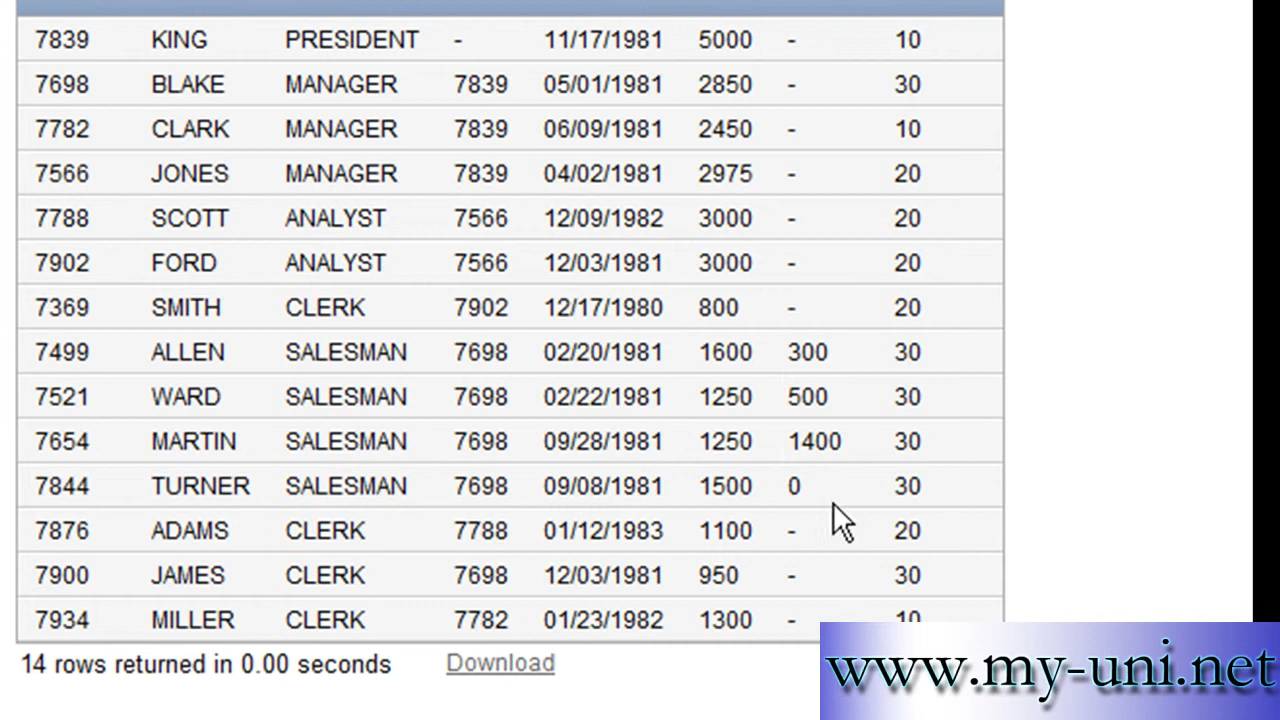 7839 KING PRESIDENT - 11/17/1981 5000 - 10
7698 BLAKE MANAGER 7839 05/01/1981 2850 - 30
7782 CLARK MANAGER 7839 06/09/1981 2450 - 10
7566 JONES MANAGER 7839 04/02/1981 2975 - 20
7788 SCOTT ANALYST 7566 12/09/1982 3000 - 20
7902 FORD ANALYST 7566 12/03/1981 3000 - 20
7369 SMITH CLERK 7902 12/17/1980 800 - 20
7499 ALLEN SALESMAN 7698 02/20/1981 1600 300 30
7521 WARD SALESMAN 7698 02/22/1981 1250 500 30
7654 MARTIN SALESMAN 7698 09/28/1981 1250 1400 30
7844 TURNER SALESMAN 7698 09/08/1981 1500 0 30
7876 ADAMS CLERK 7788 01/12/1983 1100 - 20
7900 JAMES CLERK 7698 12/03/1981 950 - 30
7934 MILLER CLERK 7782 01/23/1982 1300 - 10
14 rows returned in 0.00 seconds Download
www.my-uni.net